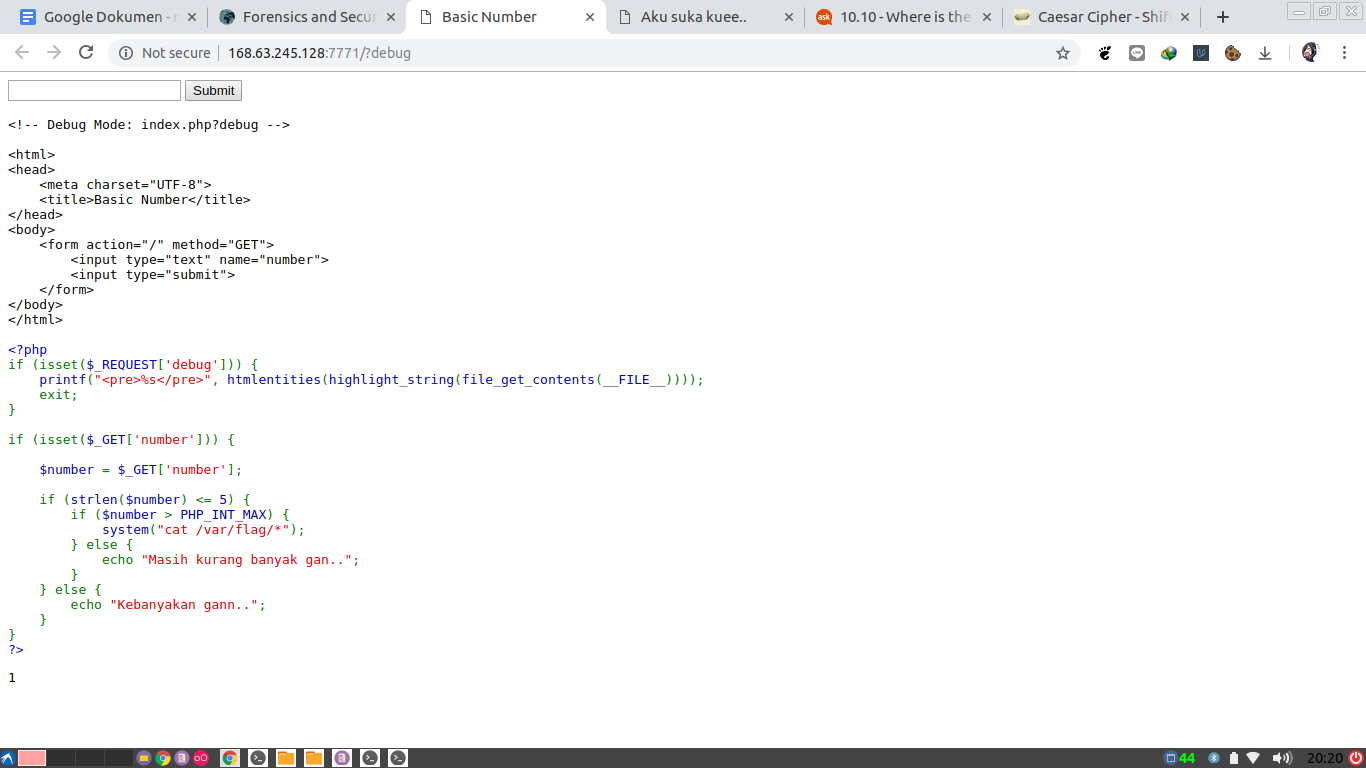 Google Dokumen - r
Forensics and Secur
Basic Number
Aku suka kuee..
ask
10.10 - Where is the
Caesar Cipher - Shif
Not secure
168.63.245.128:7771/?debug
Submit
<!-- Debug Mode: index.php?debug -->
<html>
<head>
    <meta charset="UTF-8">
    <title>Basic Number</title>
</head>
<body>
    <form action="/" method="GET">
        <input type="text" name="number">
        <input type="submit">
    </form>
</body>
</html>
<?php
if (isset($_REQUEST['debug'])) {
    printf("<pre>%s</pre>", htmlentities(highlight_string(file_get_contents(__FILE__))));
    exit;
}
if (isset($_GET['number'])) {
    $number = $_GET['number'];
    if (strlen($number) <= 5) {
        if ($number > PHP_INT_MAX) {
            system("cat /var/flag/*");
        } else {
            echo "Masih kurang banyak gan..";
        }
    } else {
        echo "Kebanyakan gann..";
    }
}
?>
1
44
20:20